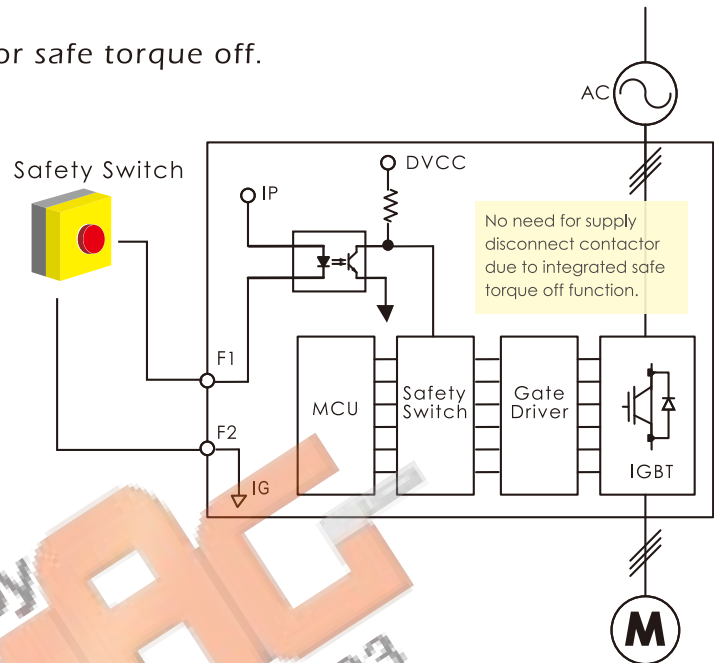 or safe torque off.
AC
Safety Switch
DVCC
IP
No need for supply
disconnect contactor
due to integrated safe
torque off function.
F1
MCU
Safety
Switch
Gate
Driver
IGBT
F2
IG
M